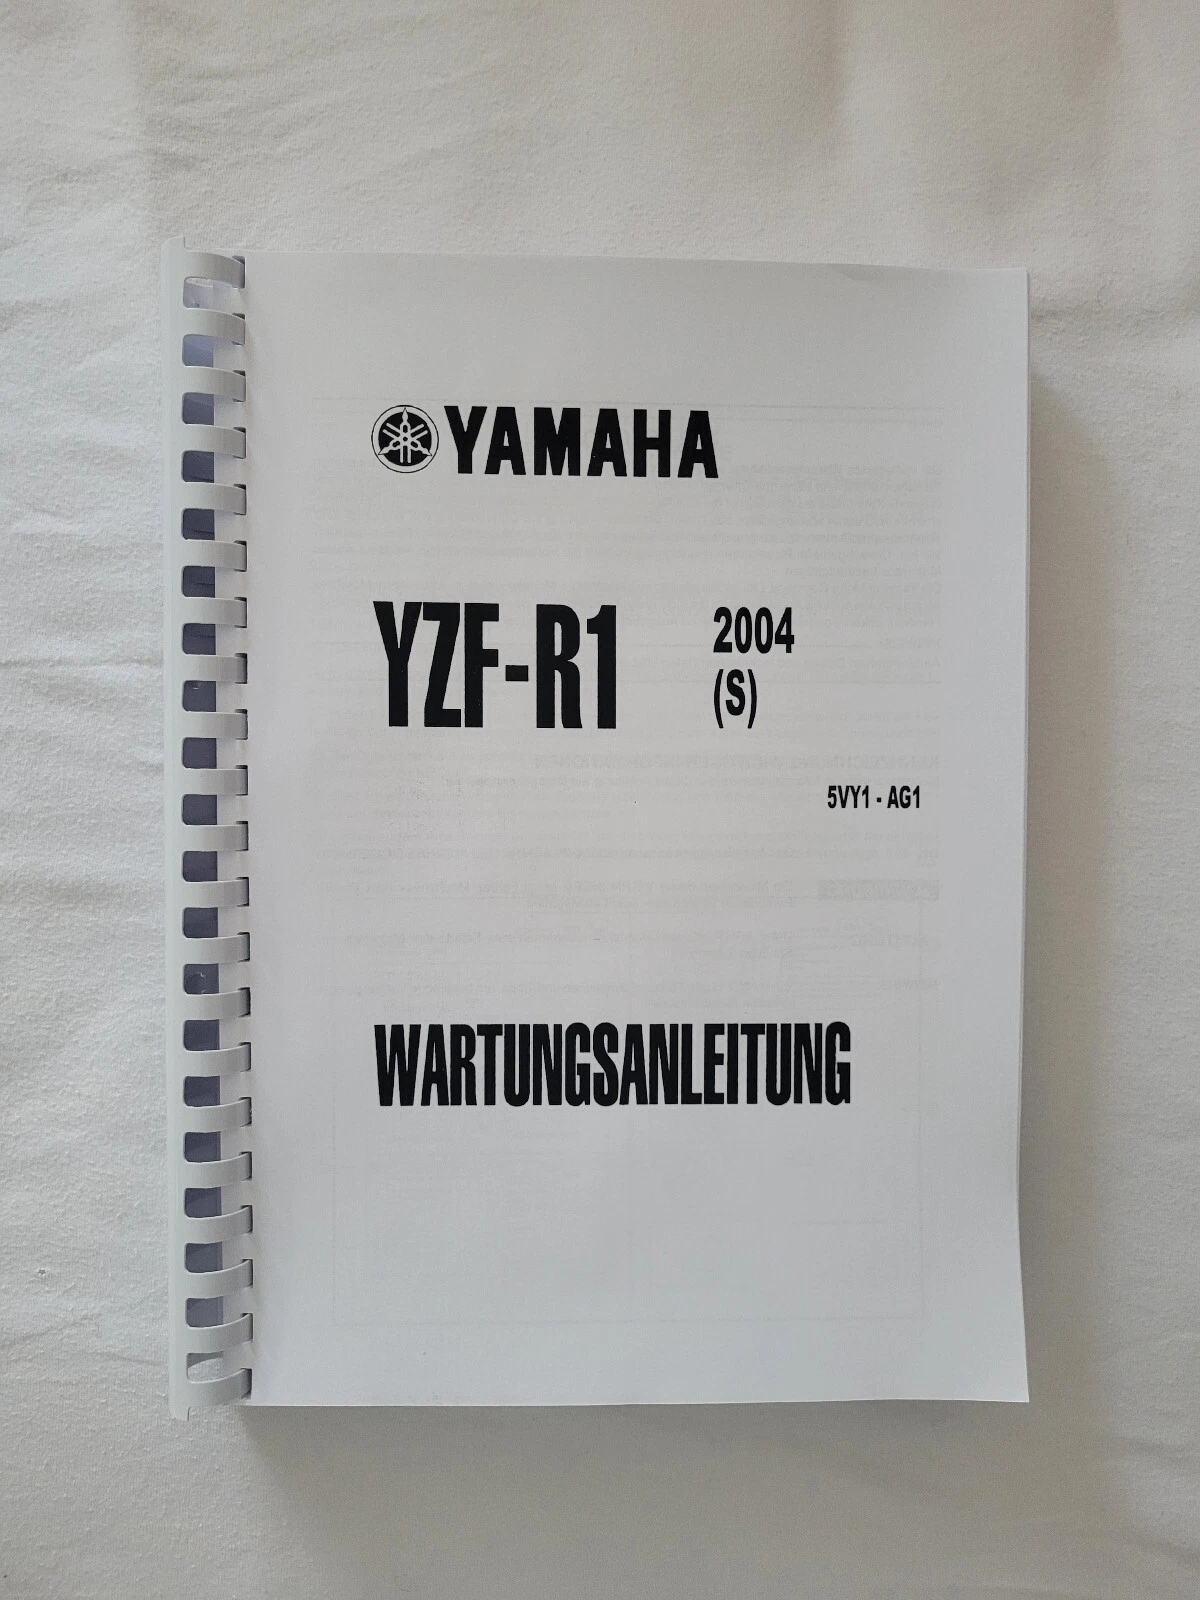 YAMAHA
YZF-R1 2004
(S)
5VY1 - AG1
WARTUNGSANLEITUNG